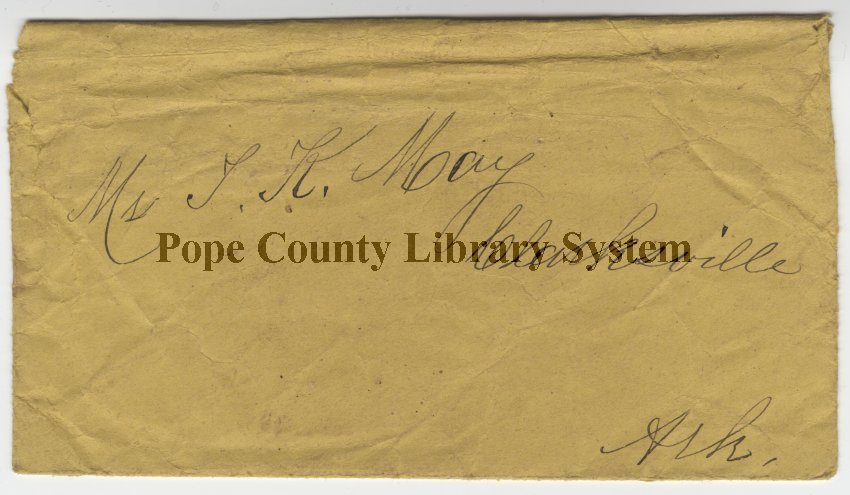 Mr T. K. May
Pope County Library System
Clarksville
Ark.